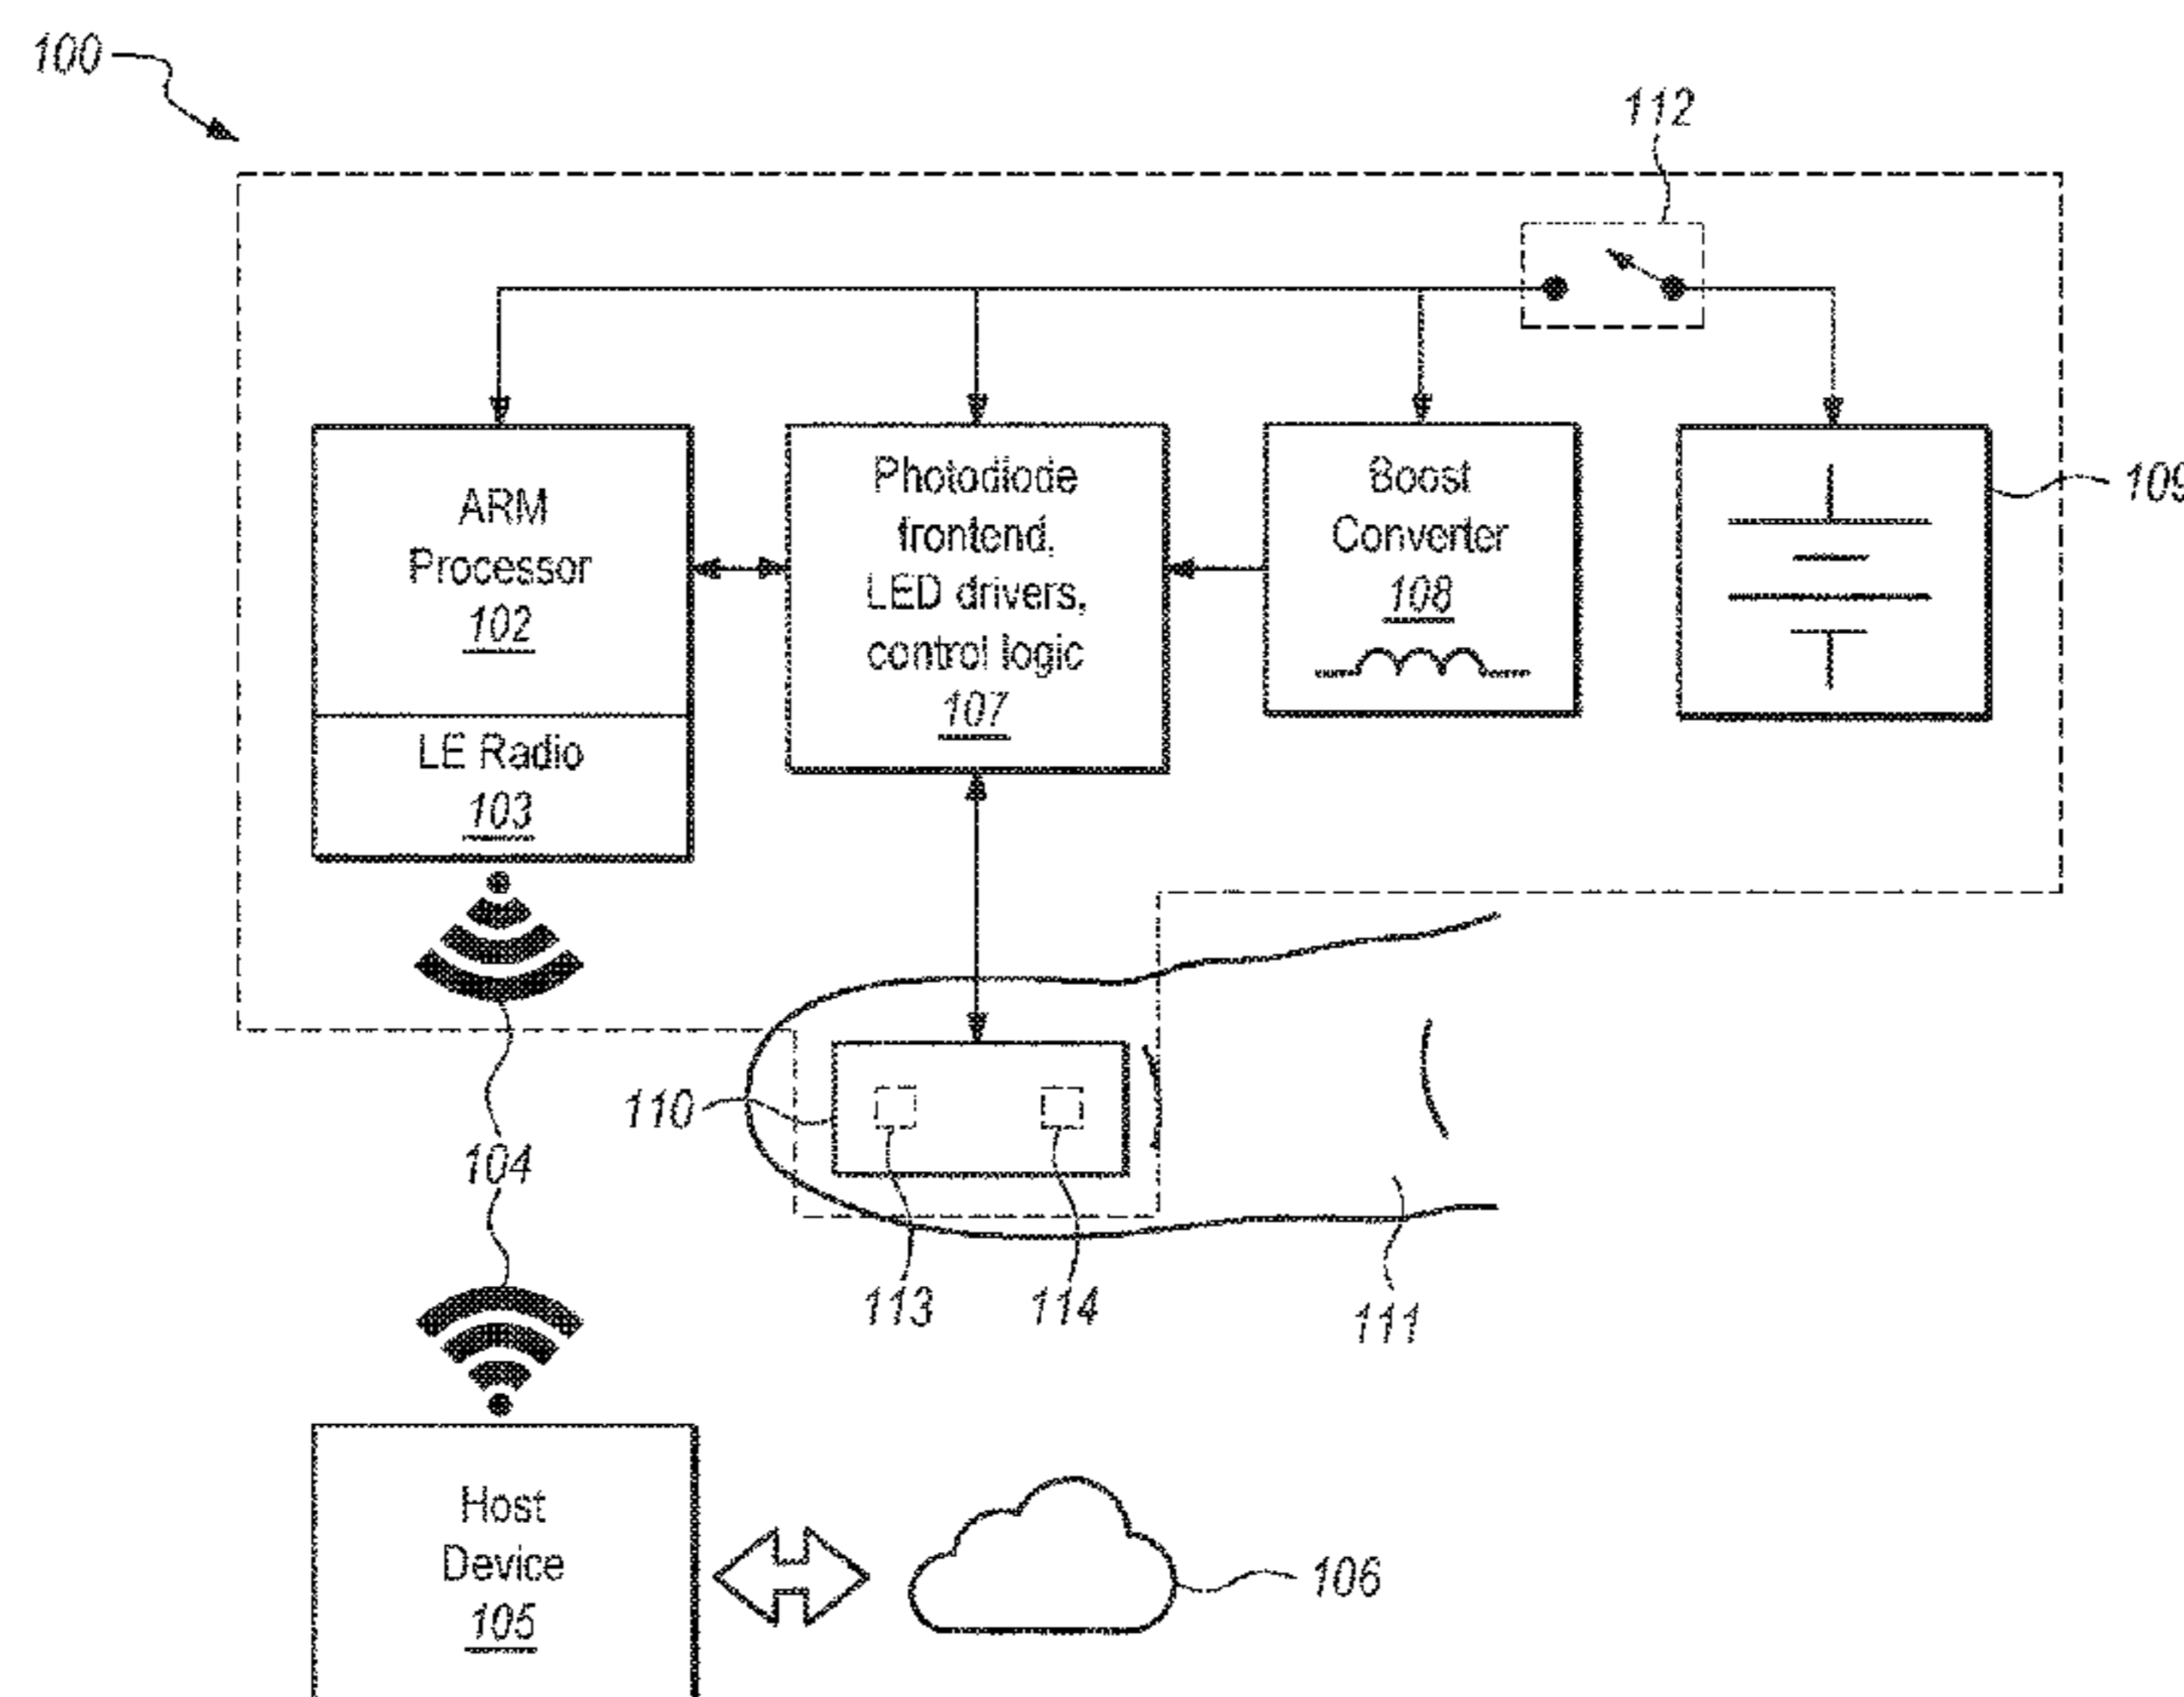 100
112
ARM
Processor
102
LE Radio
103
Photodiode
frontend,
LED drivers,
control logic
107
Boost
Converter
108
109
104
110
113
114
111
Host
Device
105
106